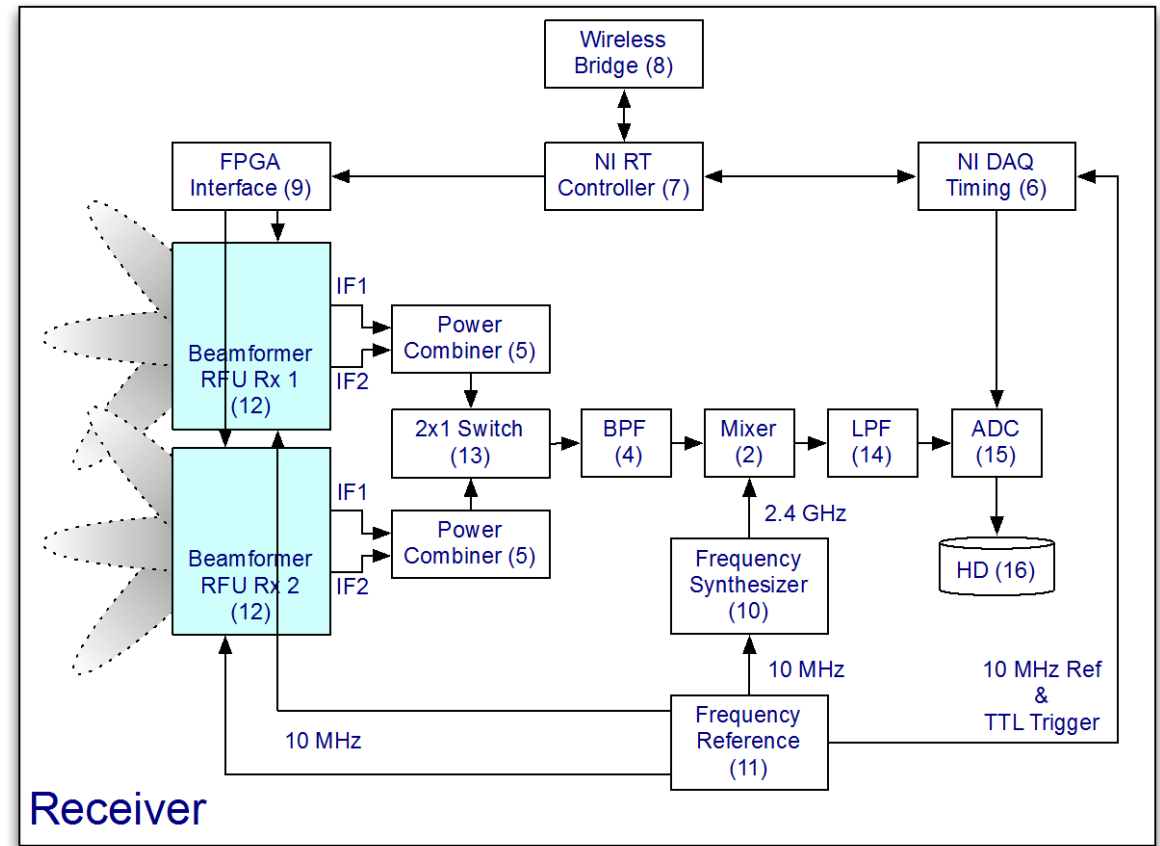 Wireless
Bridge (8)
FPGA
Interface (9)
NI RT
Controller (7)
NI DAQ
Timing (6)
IF1
IF2
Beamformer
RFU Rx 1
(12)
Power
Combiner (5)
2x1 Switch
(13)
BPF
(4)
Mixer
(2)
LPF
(14)
ADC
(15)
IF1
IF2
Beamformer
RFU Rx 2
(12)
Power
Combiner (5)
2.4 GHz
Frequency
Synthesizer
(10)
HD (16)
10 MHz
10 MHz Ref
&
TTL Trigger
10 MHz
Frequency
Reference
(11)
Receiver